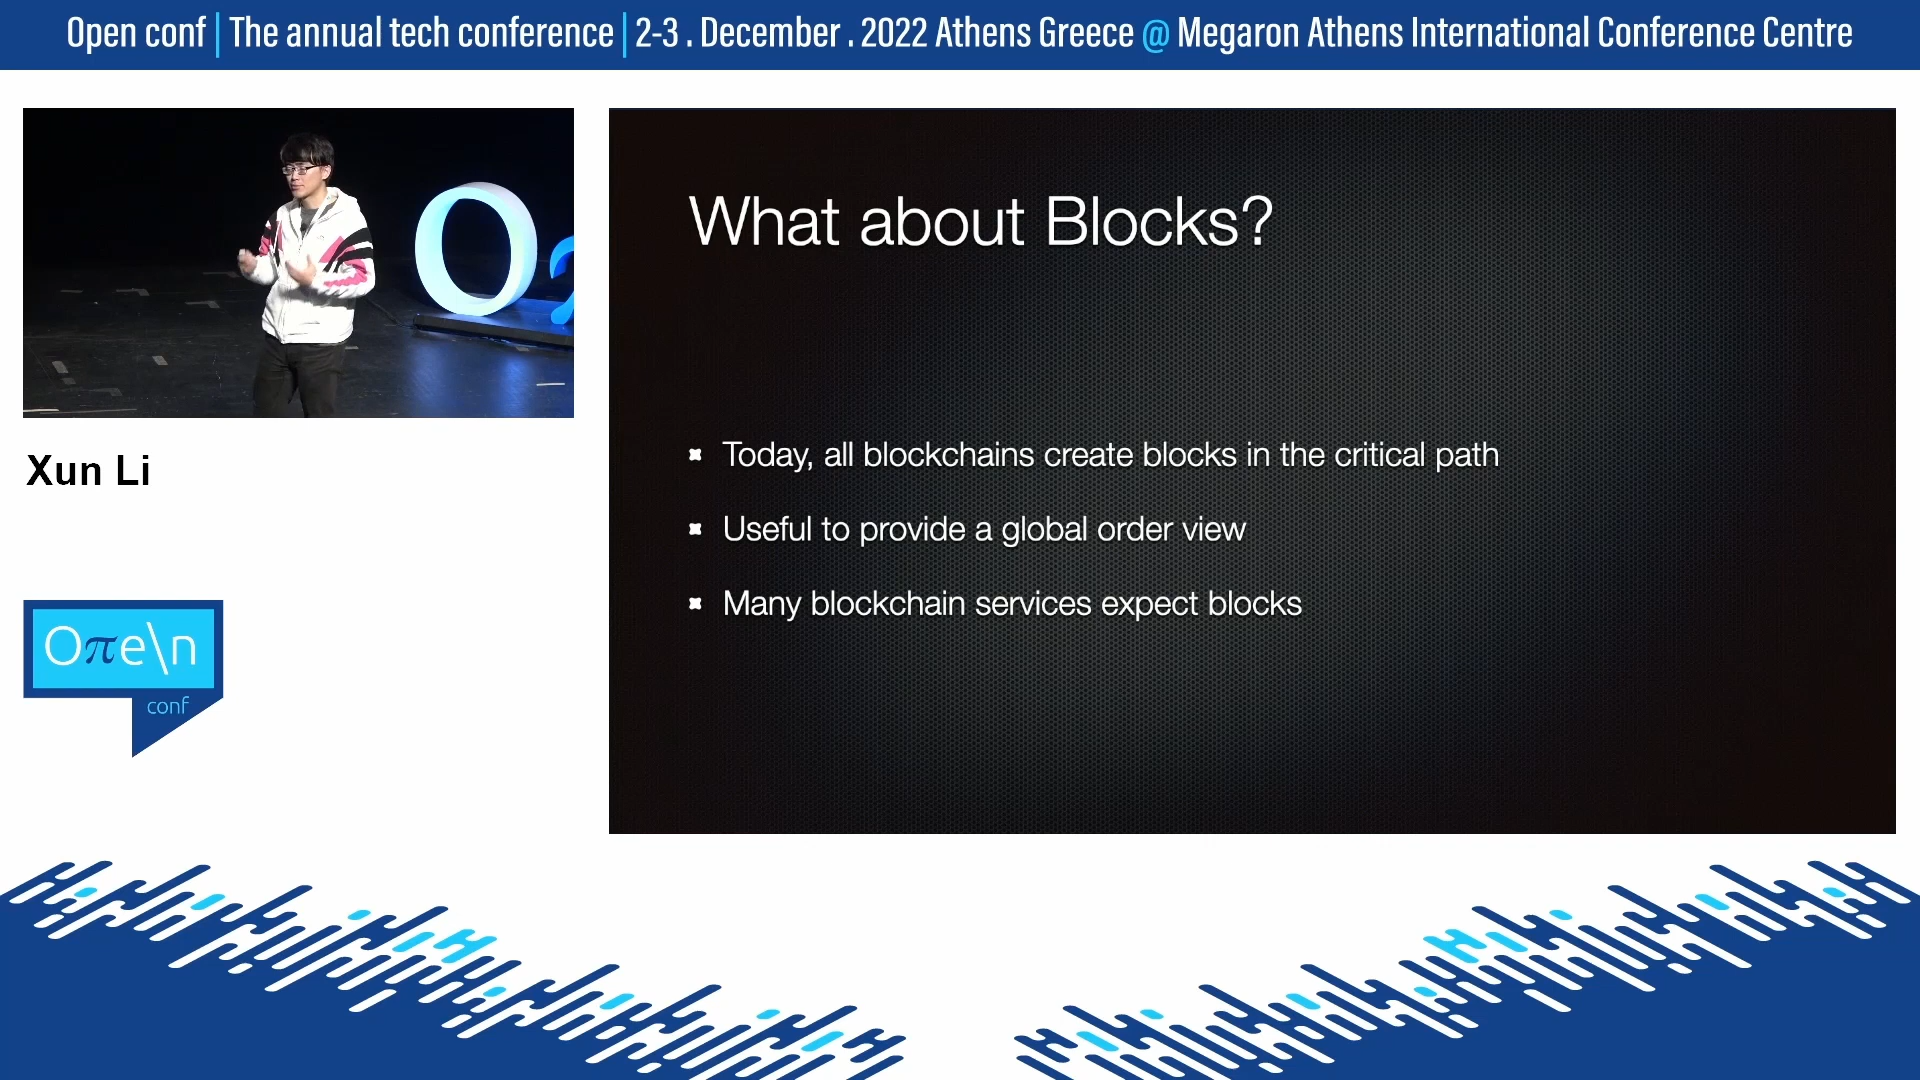 Open conf | The annual tech conference | 2-3 . December . 2022 Athens Greece @ Megaron Athens International Conference Centre
What about Blocks?
Today, all blockchains create blocks in the critical path
Useful to provide a global order view
Many blockchain services expect blocks
Xun Li
Oπe\n
conf